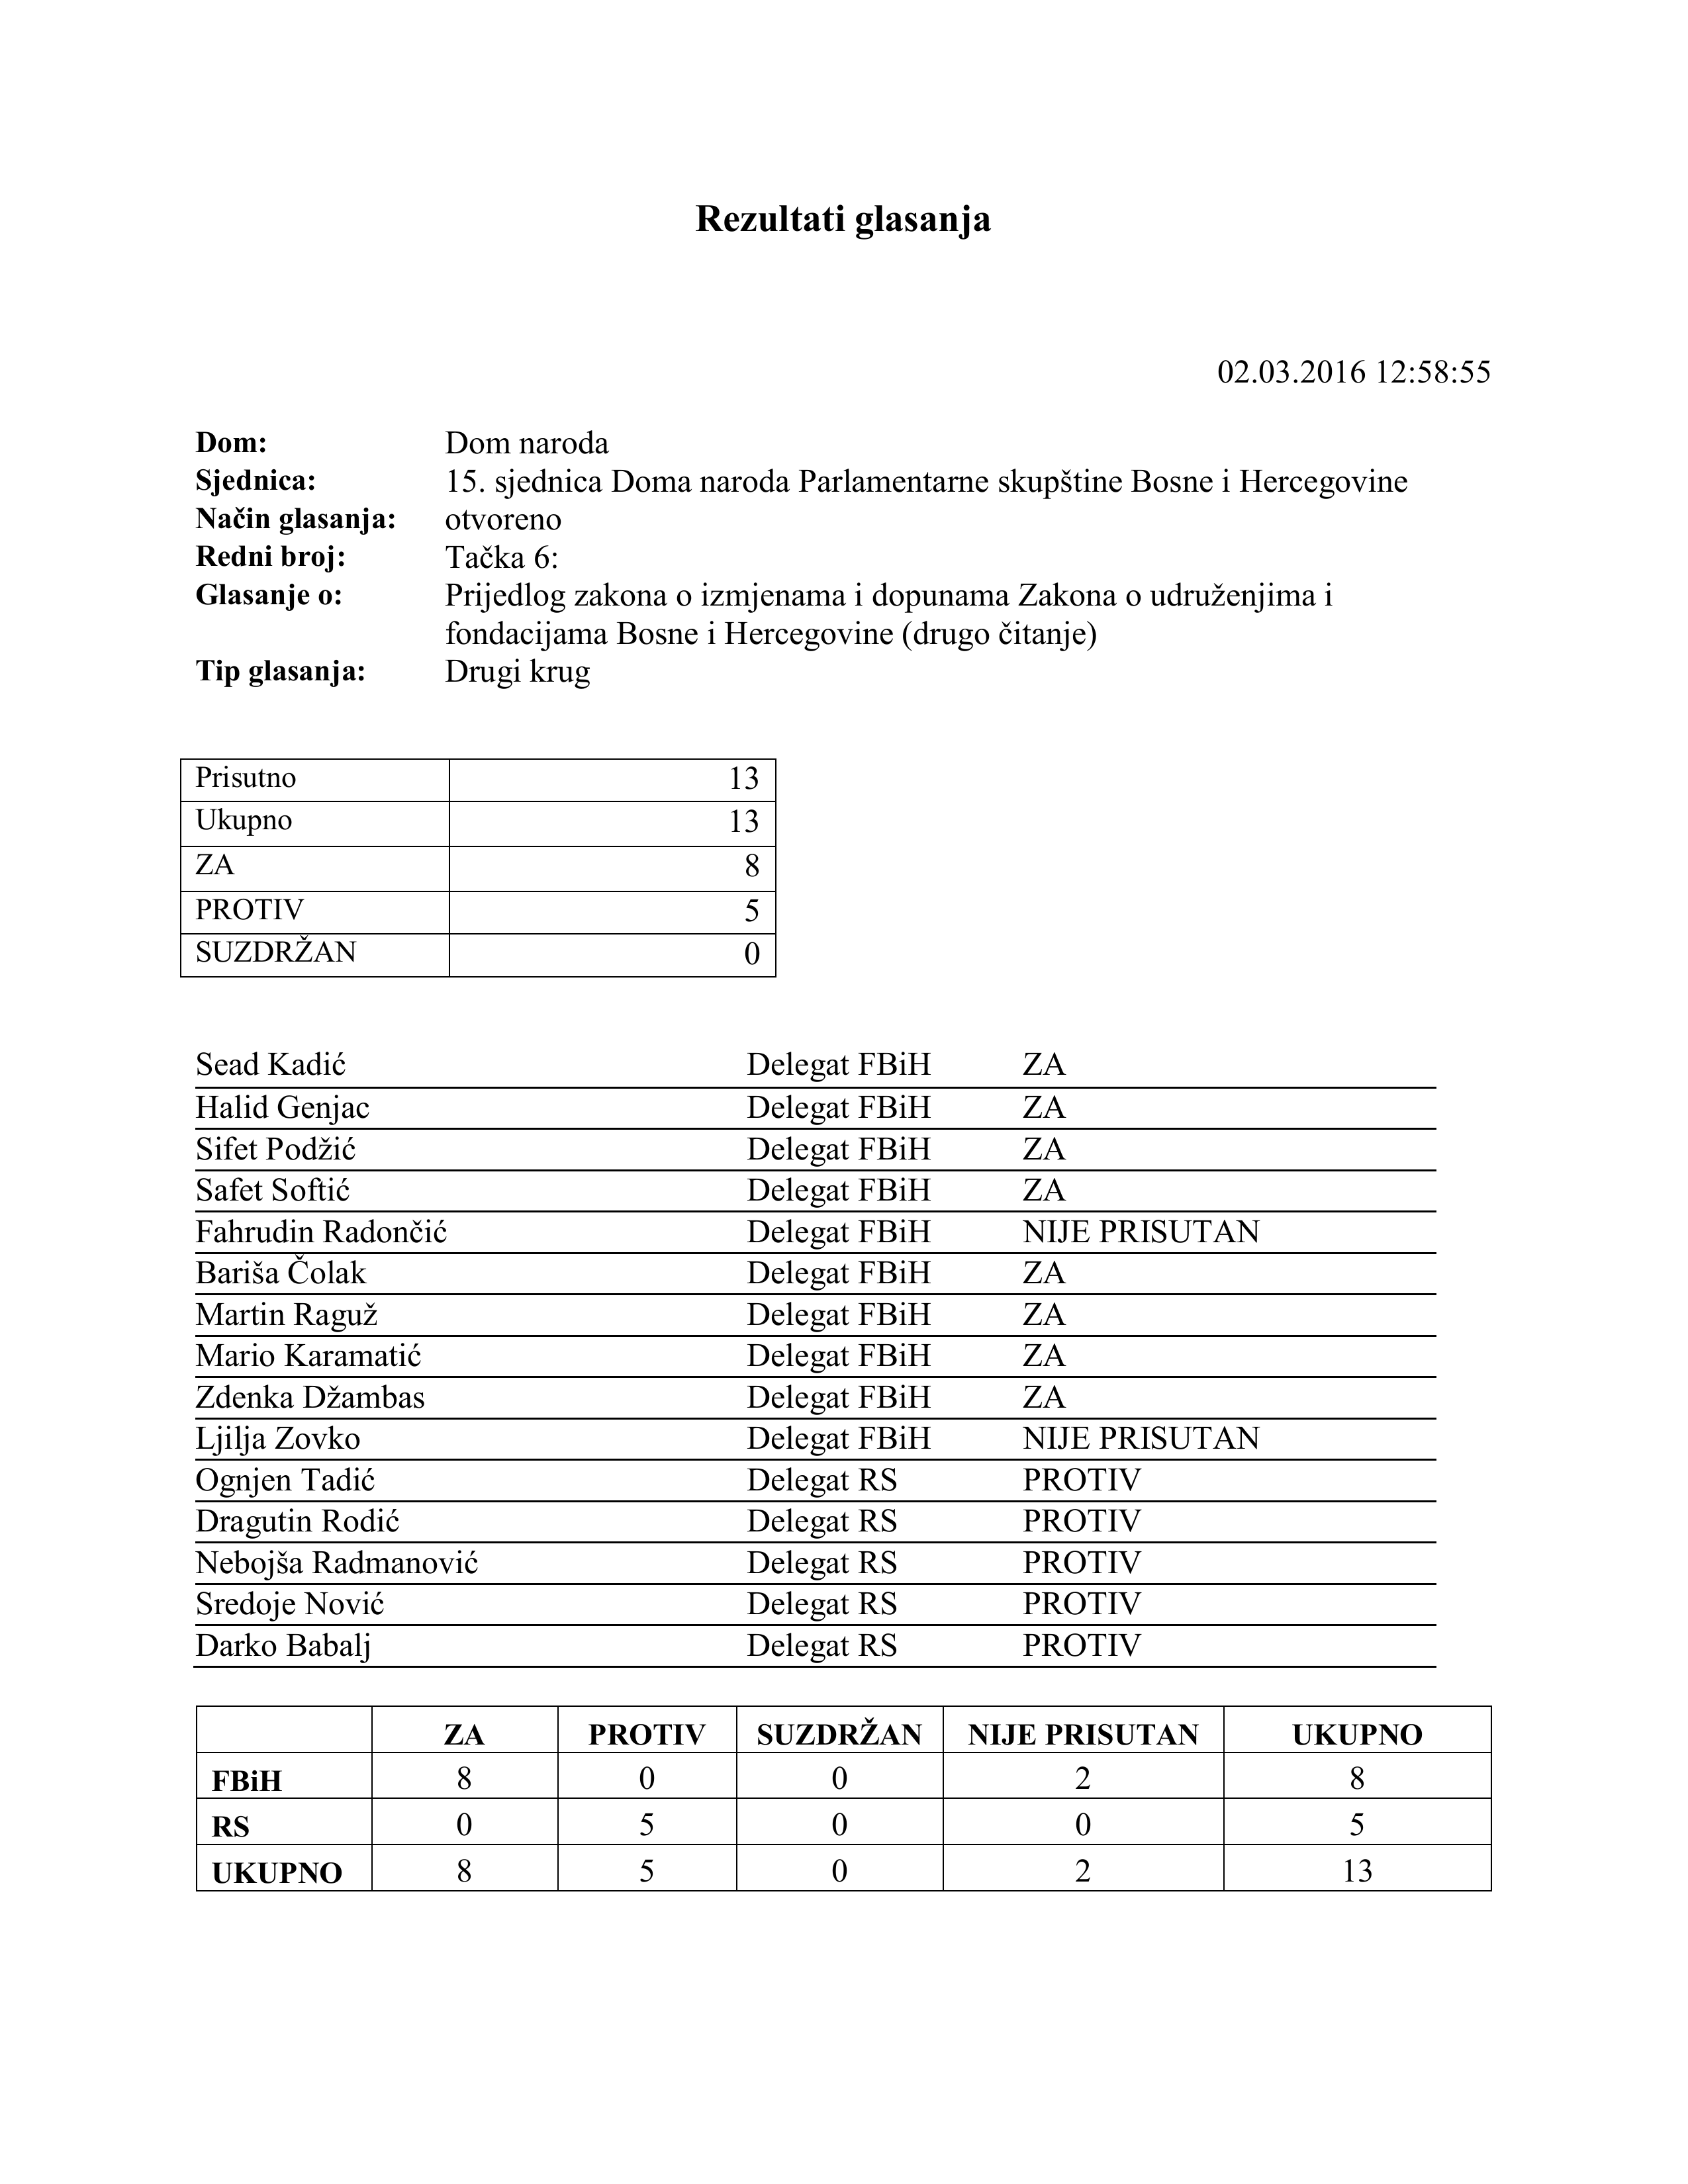 Rezultati glasanja
02.03.2016 12:58:55
Dom: Dom naroda
Sjednica: 15. sjednica Doma naroda Parlamentarne skupštine Bosne i Hercegovine
Način glasanja: otvoreno
Redni broj: Tačka 6:
Glasanje o: Prijedlog zakona o izmjenama i dopunama Zakona o udruženjima i
fondacijama Bosne i Hercegovine (drugo čitanje)
Tip glasanja: Drugi krug
Prisutno 13
Ukupno 13
ZA 8
PROTIV 5
SUZDRŽAN 0
Sead Kadić Delegat FBiH ZA
Halid Genjac Delegat FBiH ZA
Sifet Podžić Delegat FBiH ZA
Safet Softić Delegat FBiH ZA
Fahrudin Radončić Delegat FBiH NIJE PRISUTAN
Bariša Čolak Delegat FBiH ZA
Martin Raguž Delegat FBiH ZA
Mario Karamatić Delegat FBiH ZA
Zdenka Džambas Delegat FBiH ZA
Ljilja Zovko Delegat FBiH NIJE PRISUTAN
Ognjen Tadić Delegat RS PROTIV
Dragutin Rodić Delegat RS PROTIV
Nebojša Radmanović Delegat RS PROTIV
Sredoje Nović Delegat RS PROTIV
Darko Babalj Delegat RS PROTIV
ZA PROTIV SUZDRŽAN NIJE PRISUTAN UKUPNO
FBiH 8 0 0 2 8
RS 0 5 0 0 5
UKUPNO 8 5 0 2 13